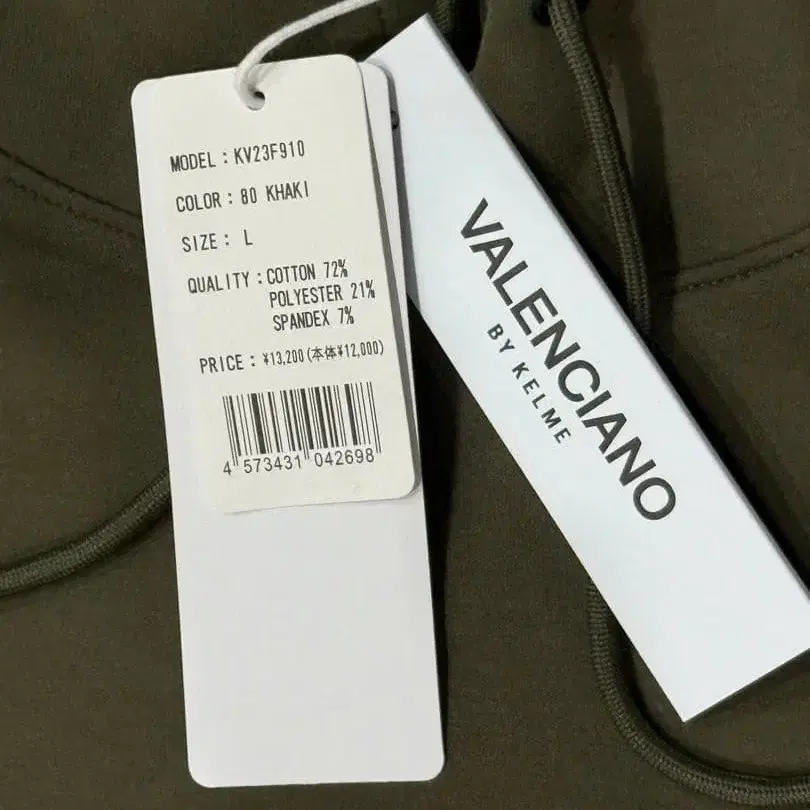 MODEL : KV23F910
COLOR : 80 KHAKI
SIZE : L
QUALITY : COTTON 72%
POLYESTER 21%
SPANDEX 7%
PRICE : ¥13,200(本体¥12,000)
4 573431 042698
VALENCIANO
BY KELME